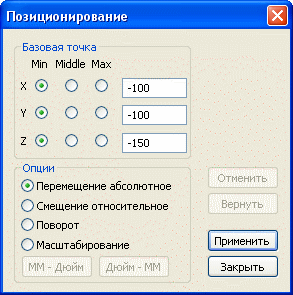 Позиционирование
Базовая точка
Min Middle Max
X -100
Y -100
Z -150
Опции
Перемещение абсолютное
Смещение относительное
Поворот
Масштабирование
ММ - Дюйм Дюйм - ММ
Отменить
Вернуть
Применить
Закрыть